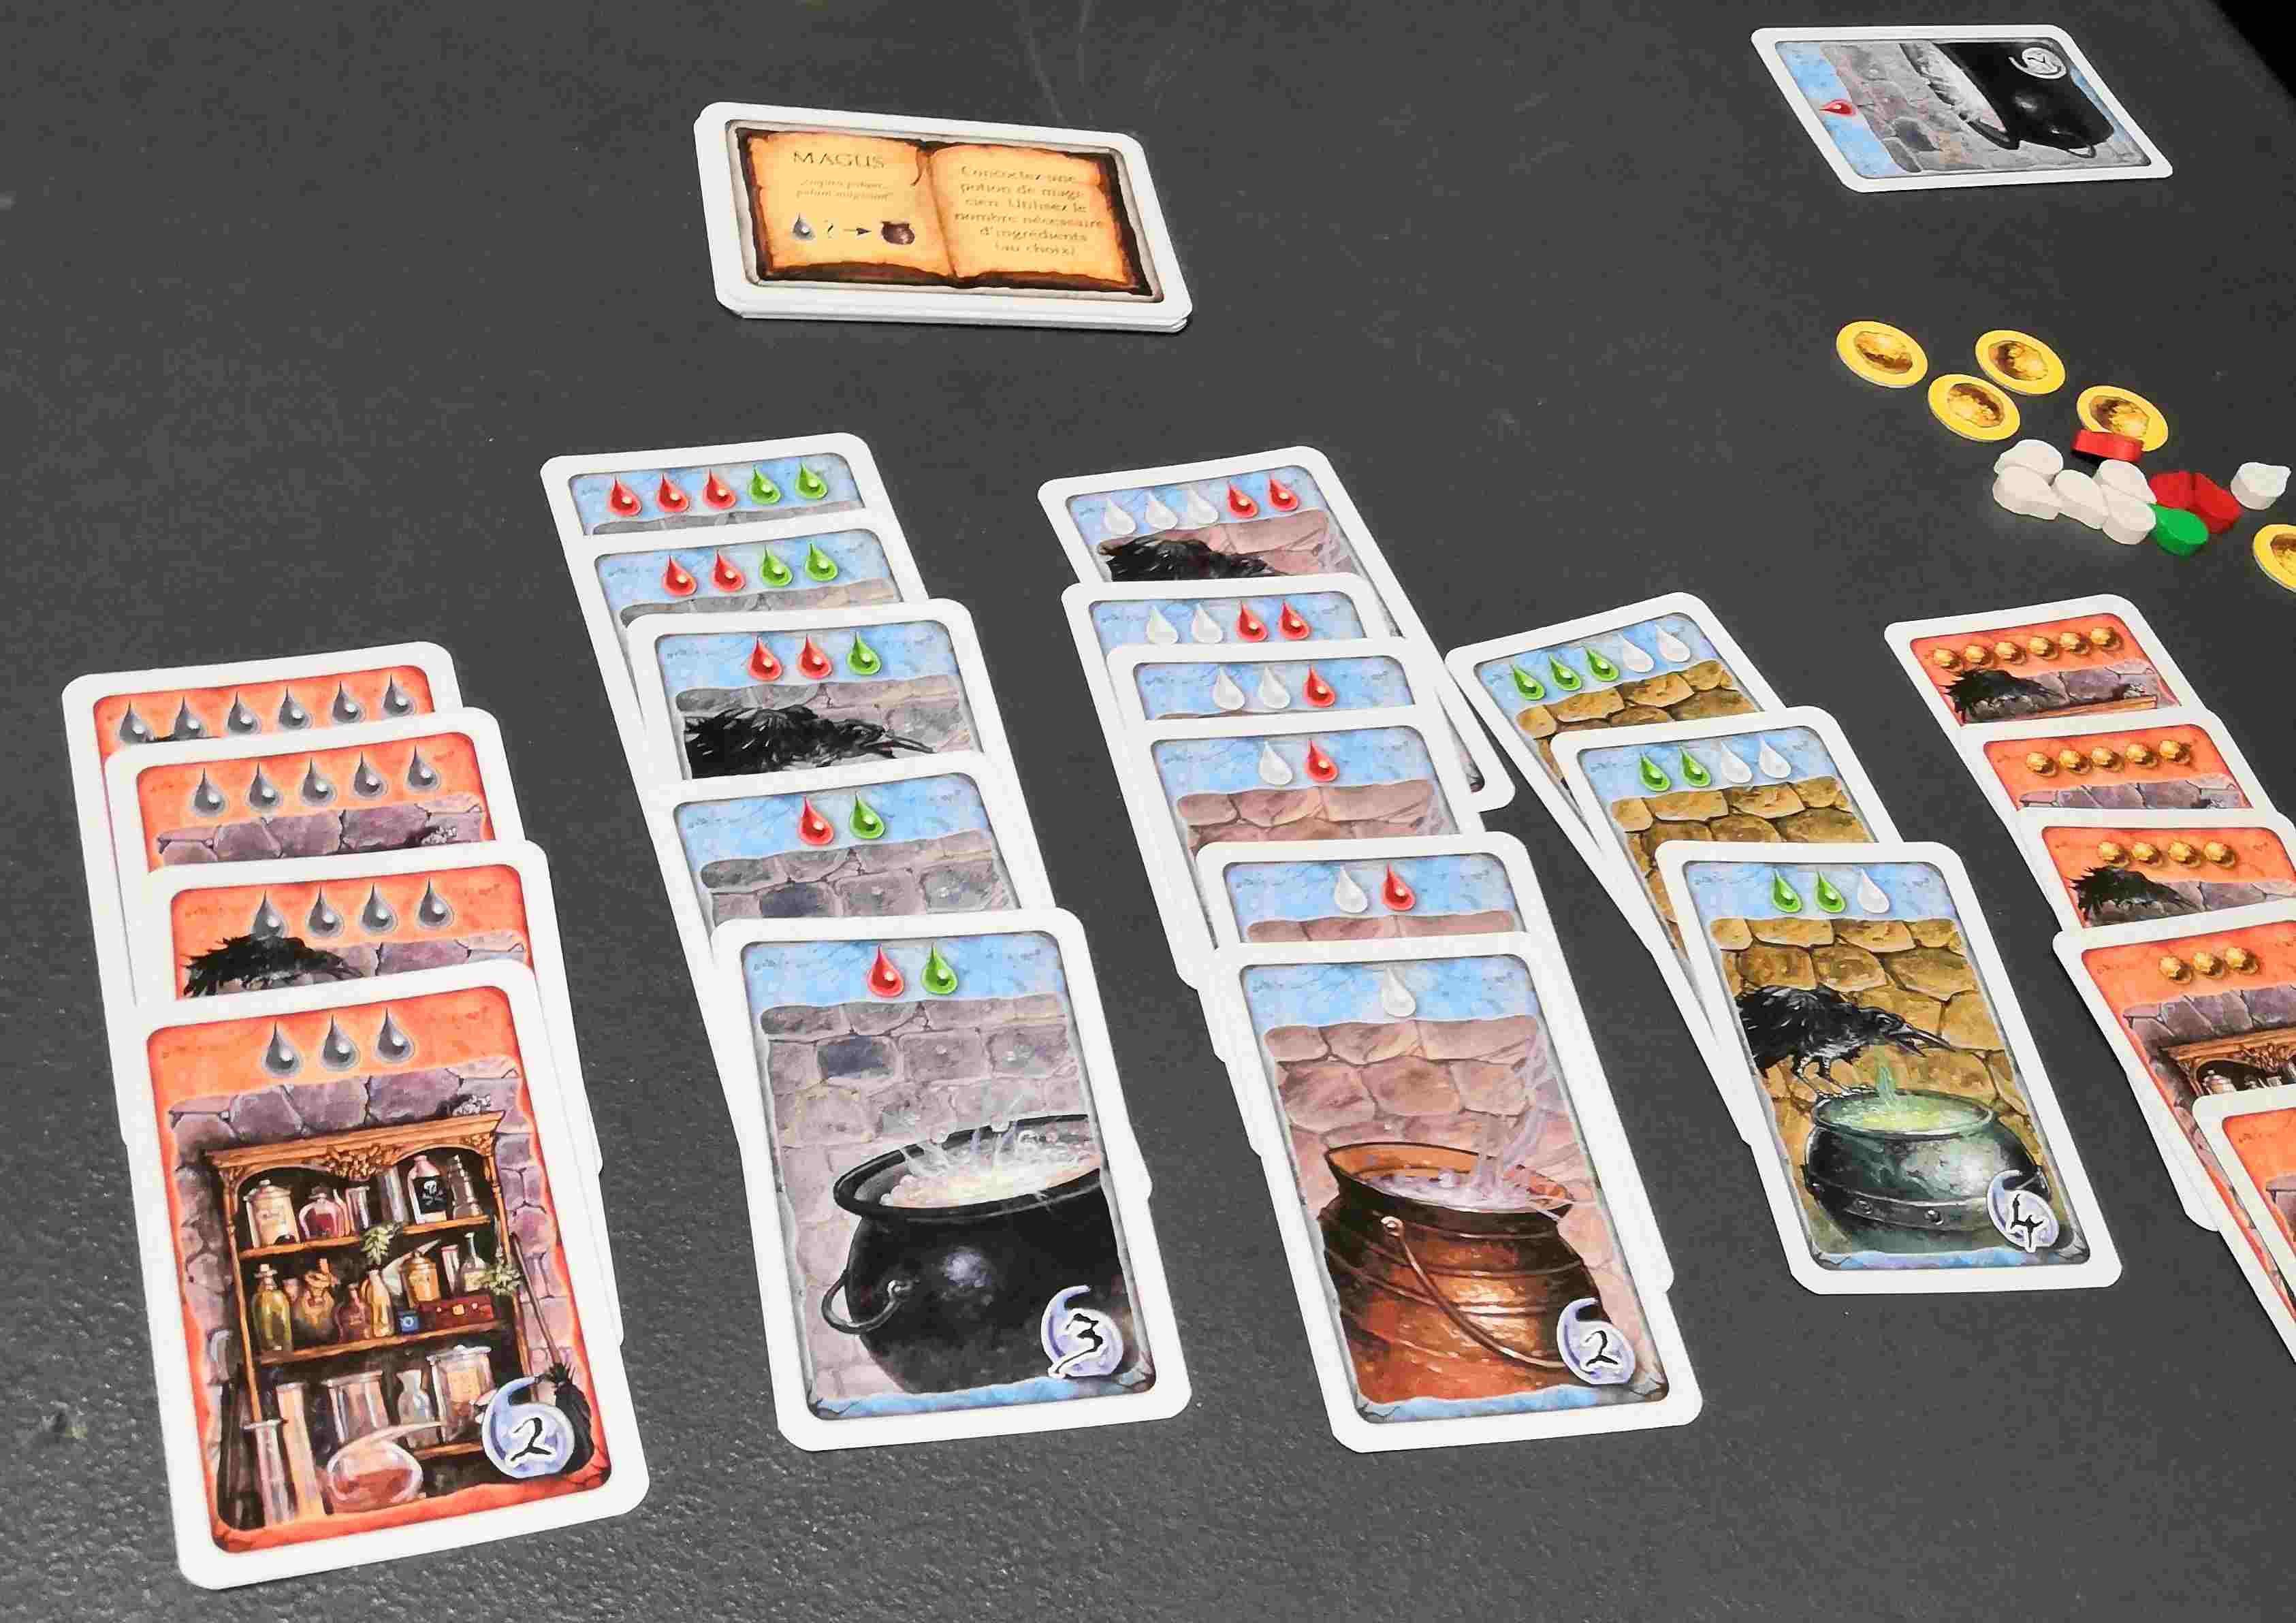 MAGUS
Concoctez une
potion de magi-
cien. Utilisez le
nombre nécessaire
d'ingrédients
(au choix)
?
2
3
2
4